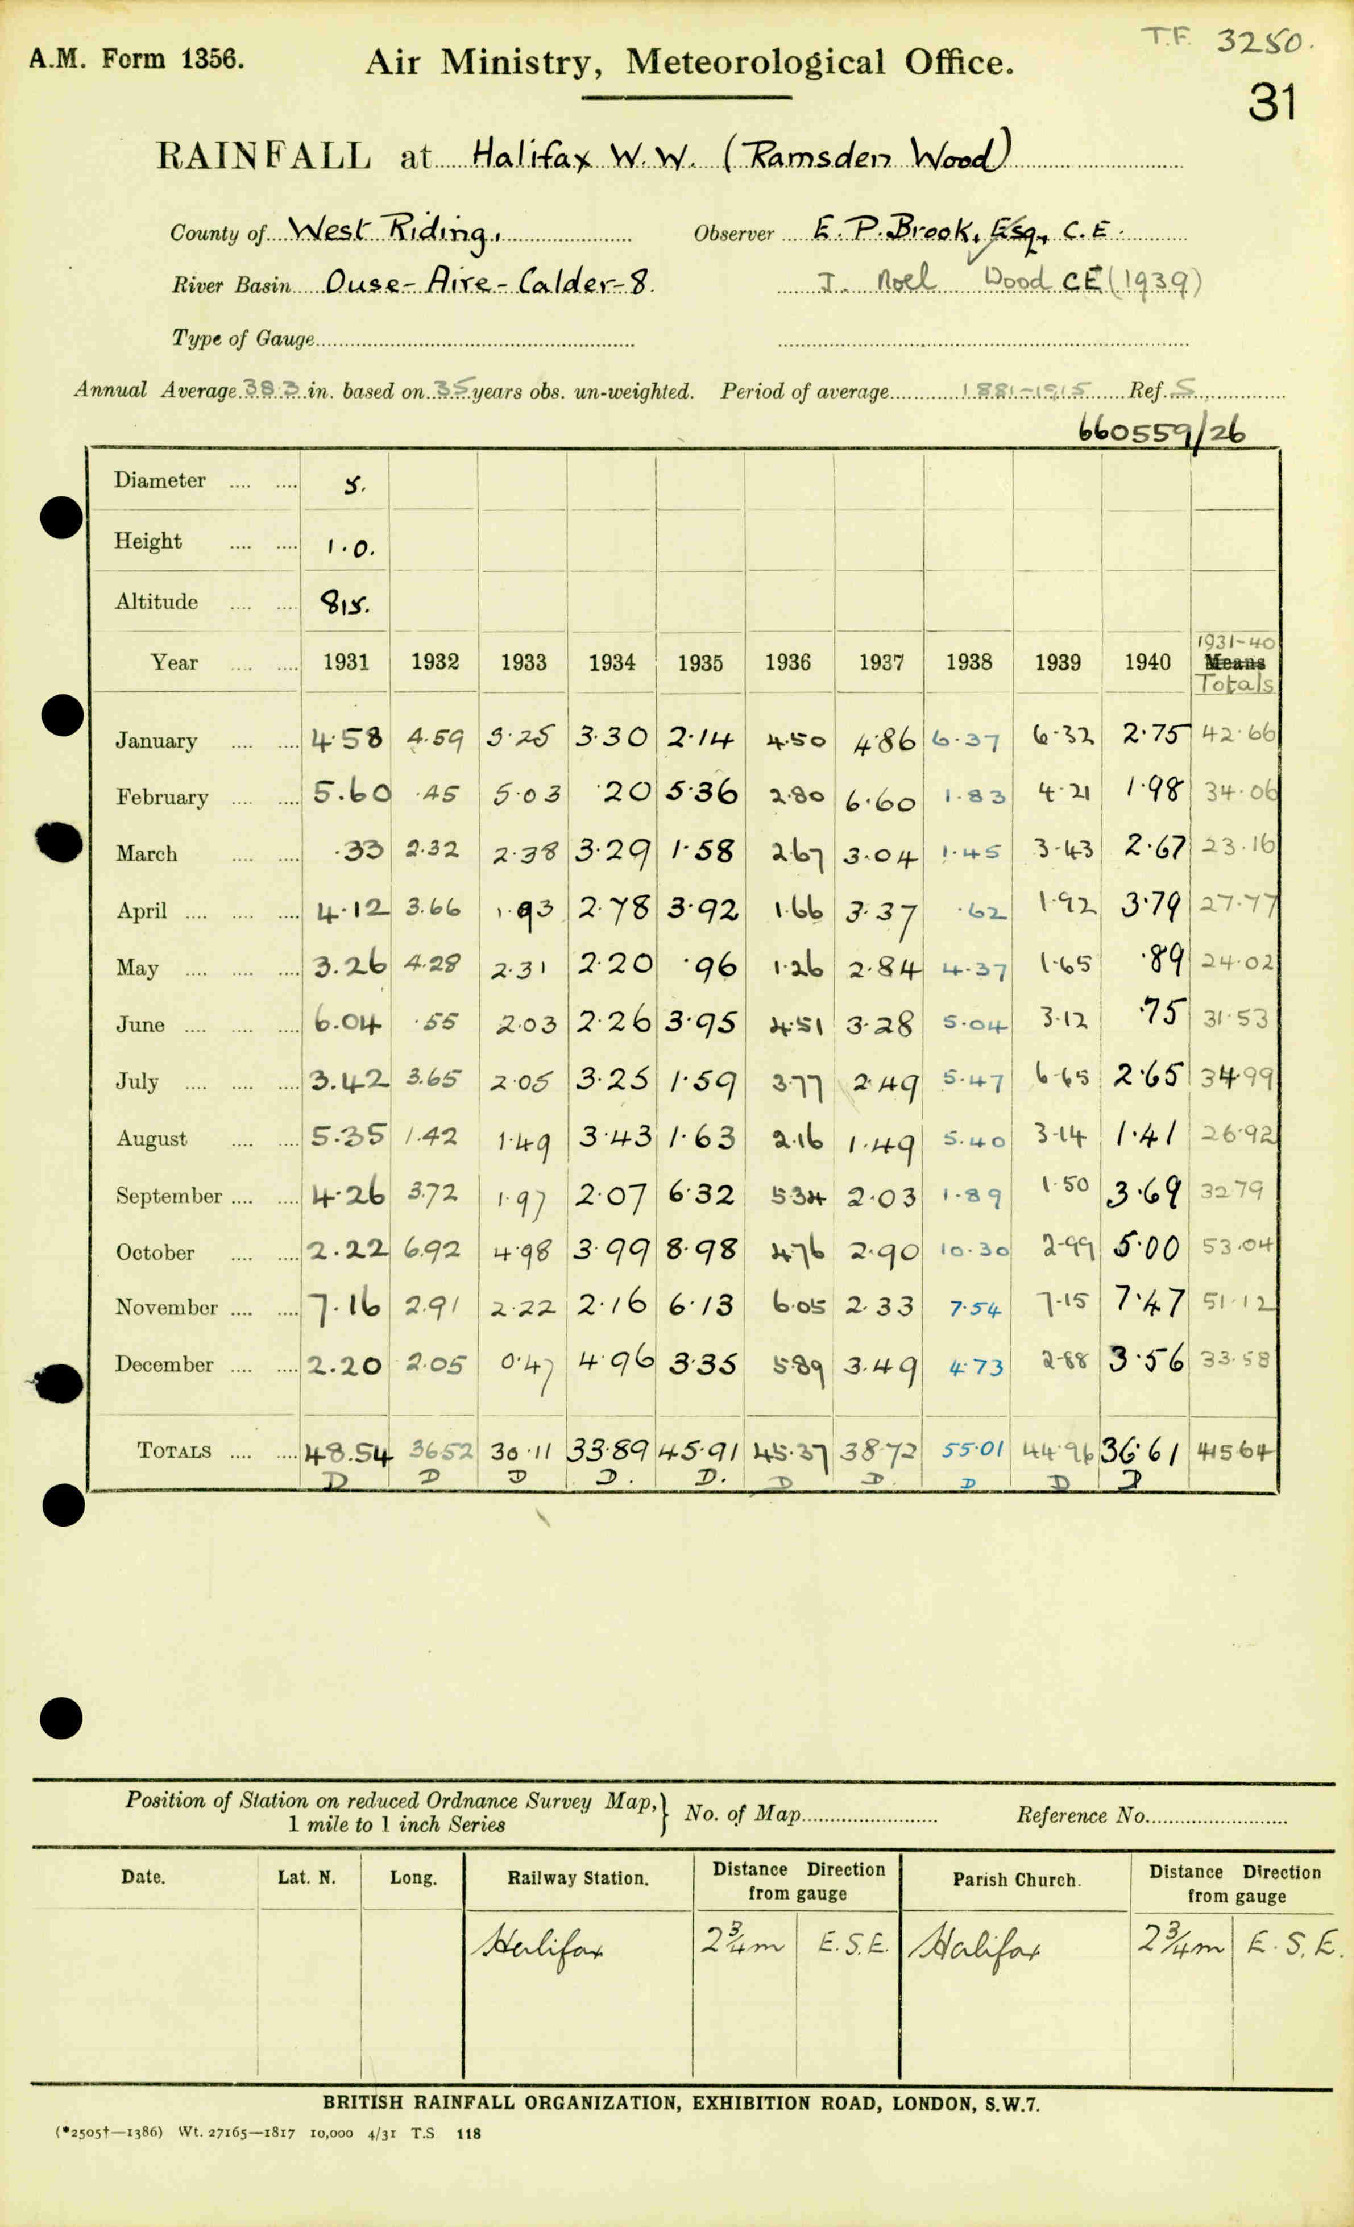 T.F. 3250.
A.M. Form 1356. Air Ministry, Meteorological Office.
31
RAINFALL at Halifax W.W. (Ramsden Wood)
County of West Riding. Observer E. P. Brook, Esq., C.E.
River Basin Ouse-Aire-Calder-8. J. Noel Wood CE (1939)
Type of Gauge
Annual Average 38.3 in. based on 35 years obs. un-weighted. Period of average 1881-1915 Ref. S
660559/26
Diameter 5.
Height 1.0.
Altitude 815.
1931-40
Year 1931 1932 1933 1934 1935 1936 1937 1938 1939 1940 Means
Totals
January 4.58 4.59 3.25 3.30 2.14 4.50 4.86 6.37 6.32 2.75 42.66
February 5.60 .45 5.03 .20 5.36 2.80 6.60 1.83 4.21 1.98 34.06
March .33 2.32 2.38 3.29 1.58 2.67 3.04 1.45 3.43 2.67 23.16
April 4.12 3.66 1.93 2.78 3.92 1.66 3.37 .62 1.92 3.79 27.77
May 3.26 4.28 2.31 2.20 .96 1.26 2.84 4.37 1.65 .89 24.02
June 6.04 .55 2.03 2.26 3.95 4.51 3.28 5.04 3.12 .75 31.53
July 3.42 3.65 2.05 3.25 1.59 3.77 2.49 5.47 6.65 2.65 34.99
August 5.35 1.42 1.49 3.43 1.63 2.16 1.49 5.40 3.14 1.41 26.92
September 4.26 3.72 1.97 2.07 6.32 5.34 2.03 1.89 1.50 3.69 32.79
October 2.22 6.92 4.98 3.99 8.98 4.76 2.90 10.30 2.99 5.00 53.04
November 7.16 2.91 2.22 2.16 6.13 6.05 2.33 7.54 7.15 7.47 51.12
December 2.20 2.05 0.47 4.96 3.35 5.89 3.49 4.73 2.88 3.56 33.58
TOTALS 48.54 36.52 30.11 33.89 45.91 45.37 38.72 55.01 44.96 36.61 415.64
D D D D. D. D D. D D D
Position of Station on reduced Ordnance Survey Map, } No. of Map Reference No.
1 mile to 1 inch Series
Date. Lat. N. Long. Railway Station. Distance Direction from gauge Parish Church. Distance Direction from gauge
Halifax 2¾m E.S.E. Halifax 2¾m E.S.E.
BRITISH RAINFALL ORGANIZATION, EXHIBITION ROAD, LONDON, S.W.7.
(*2505†—1386) Wt. 27165—1817 10,000 4/31 T.S 118